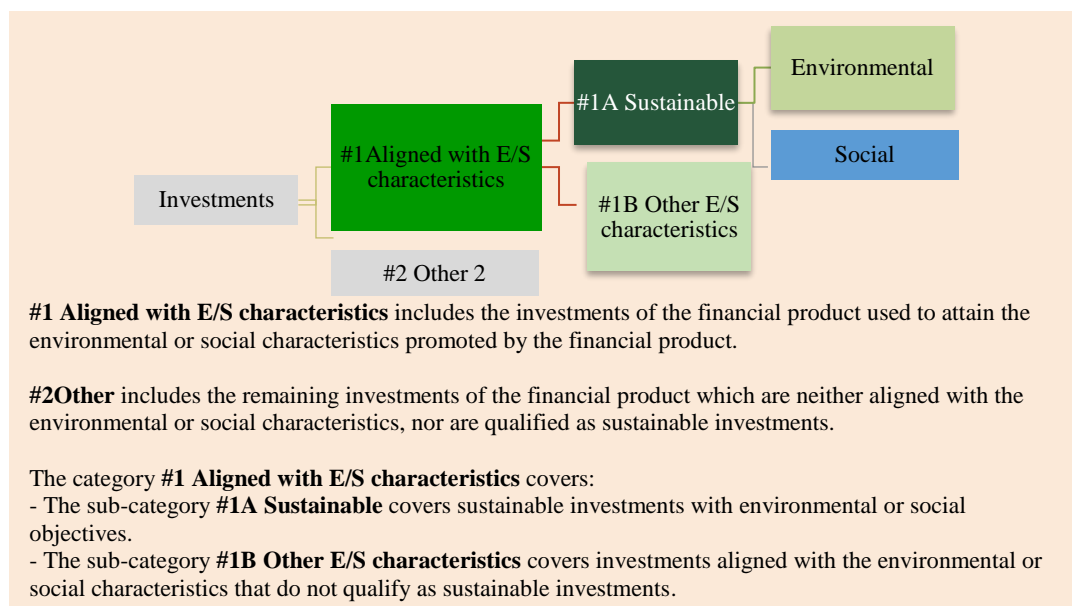 Environmental
#1A Sustainable
#1Aligned with E/S
characteristics
Social
Investments
#1B Other E/S
characteristics
#2 Other 2
#1 Aligned with E/S characteristics includes the investments of the financial product used to attain the
environmental or social characteristics promoted by the financial product.
#2Other includes the remaining investments of the financial product which are neither aligned with the
environmental or social characteristics, nor are qualified as sustainable investments.
The category #1 Aligned with E/S characteristics covers:
- The sub-category #1A Sustainable covers sustainable investments with environmental or social
objectives.
- The sub-category #1B Other E/S characteristics covers investments aligned with the environmental or
social characteristics that do not qualify as sustainable investments.